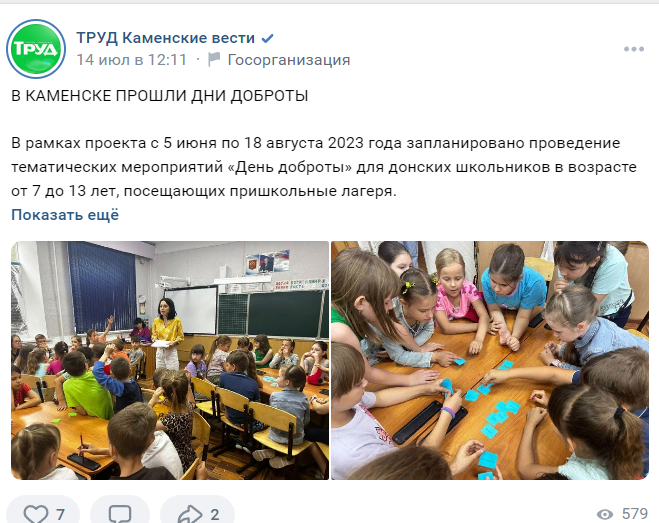 ТРУД
ТРУД Каменские вести
14 июл в 12:11 · Госорганизация
В КАМЕНСКЕ ПРОШЛИ ДНИ ДОБРОТЫ
В рамках проекта с 5 июня по 18 августа 2023 года запланировано проведение
тематических мероприятий «День доброты» для донских школьников в возрасте
от 7 до 13 лет, посещающих пришкольные лагеря.
Показать ещё
7
2
579